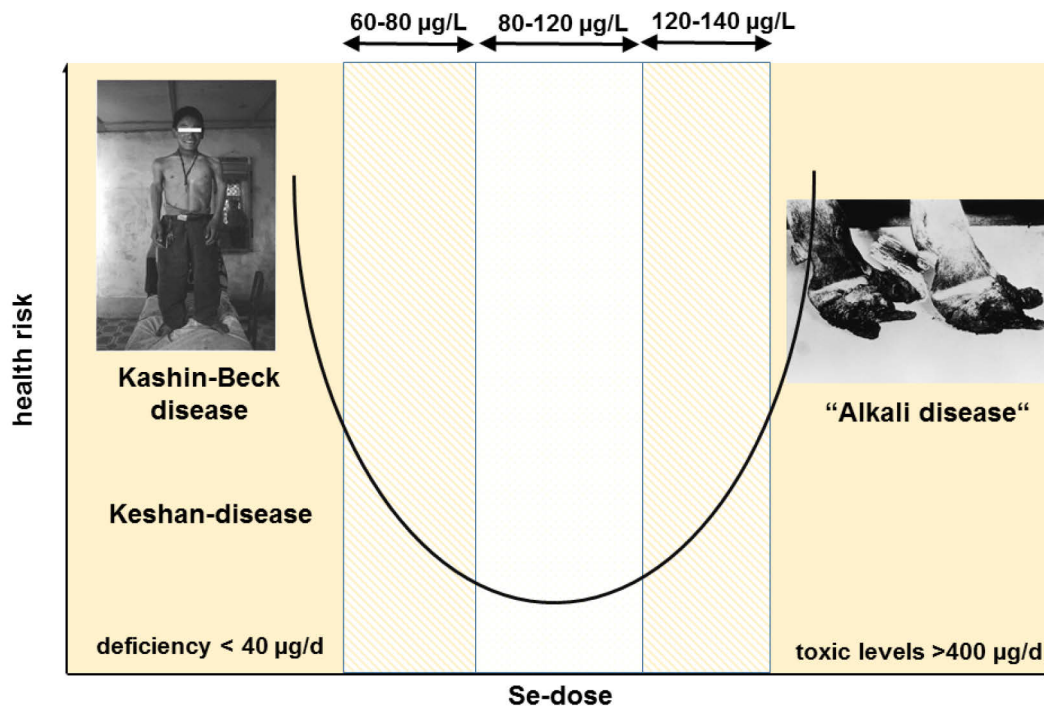 60-80 µg/L
80-120 µg/L
120-140 µg/L
health risk
Kashin-Beck
disease
Keshan-disease
deficiency < 40 µg/d
“Alkali disease“
toxic levels >400 µg/d
Se-dose